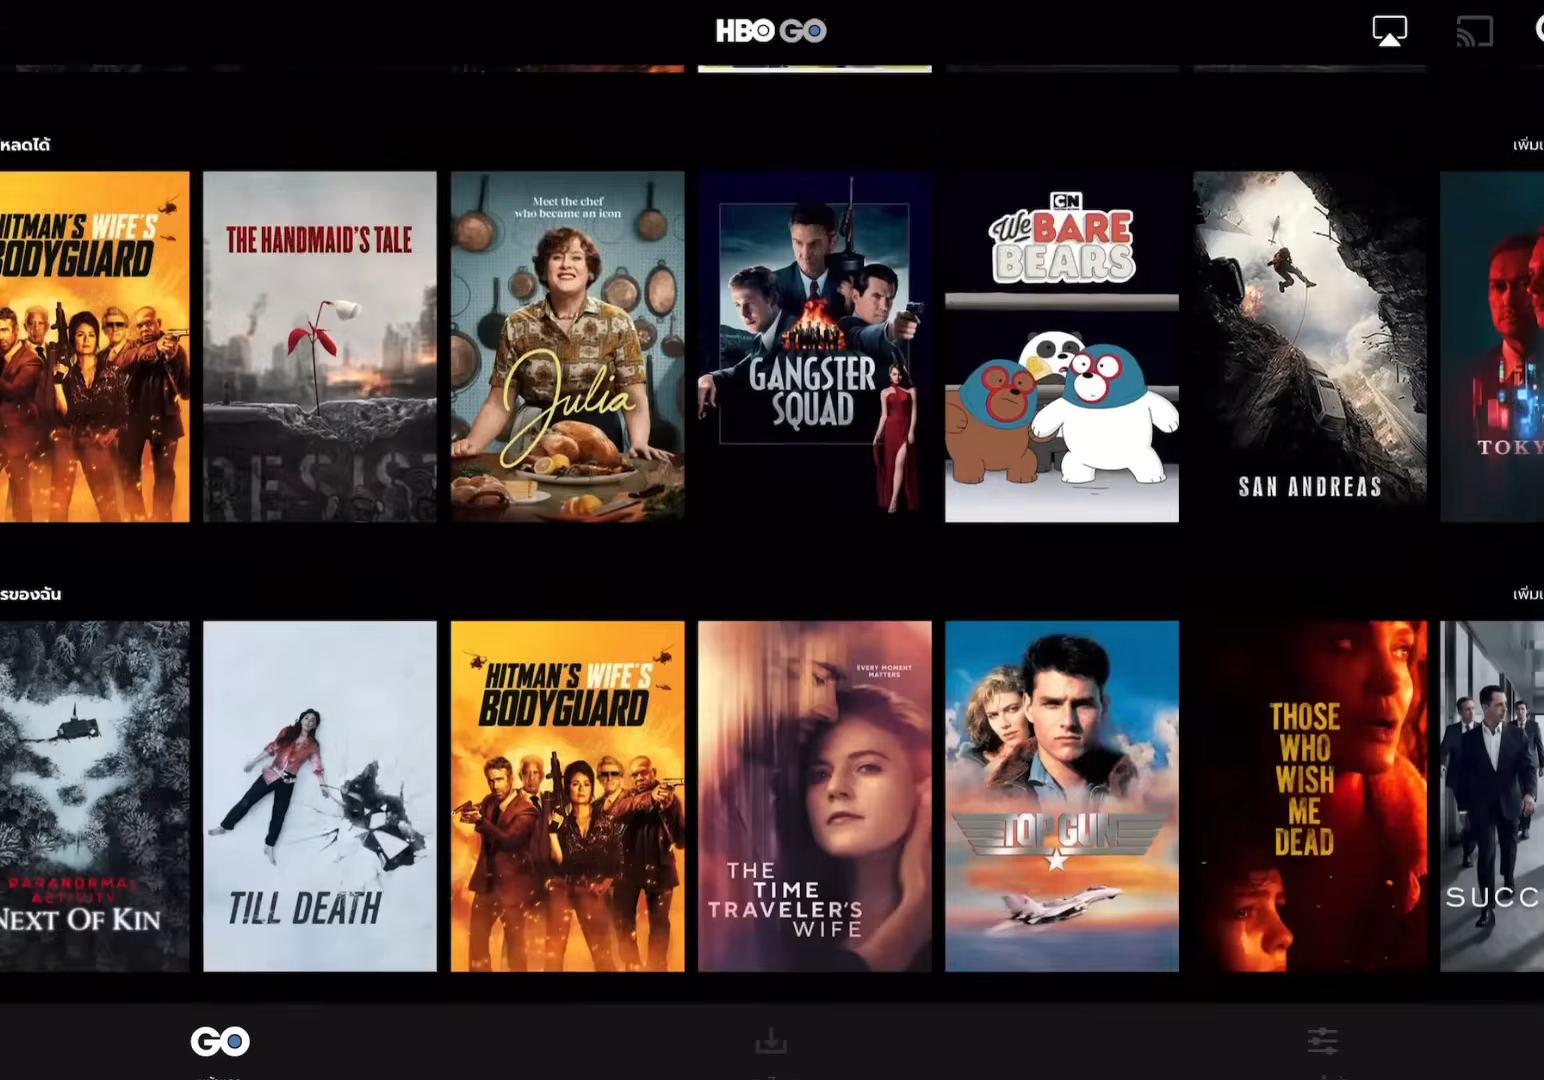 HBO GO
หลดได้
เพิ่มเ
HITMAN'S WIFE'S
BODYGUARD
THE HANDMAID'S TALE
RESIST
Meet the chef
who became an icon
Julia
GANGSTER
SQUAD
CN
We BARE
BEARS
SAN ANDREAS
TOKY
รของฉัน
เพิ่มเ
PARANORMAL
ACTIVITY
NEXT OF KIN
TILL DEATH
HITMAN'S WIFE'S
BODYGUARD
EVERY MOMENT
MATTERS
THE
TIME
TRAVELER'S
WIFE
TOP GUN
THOSE
WHO
WISH
ME
DEAD
SUCC
GO